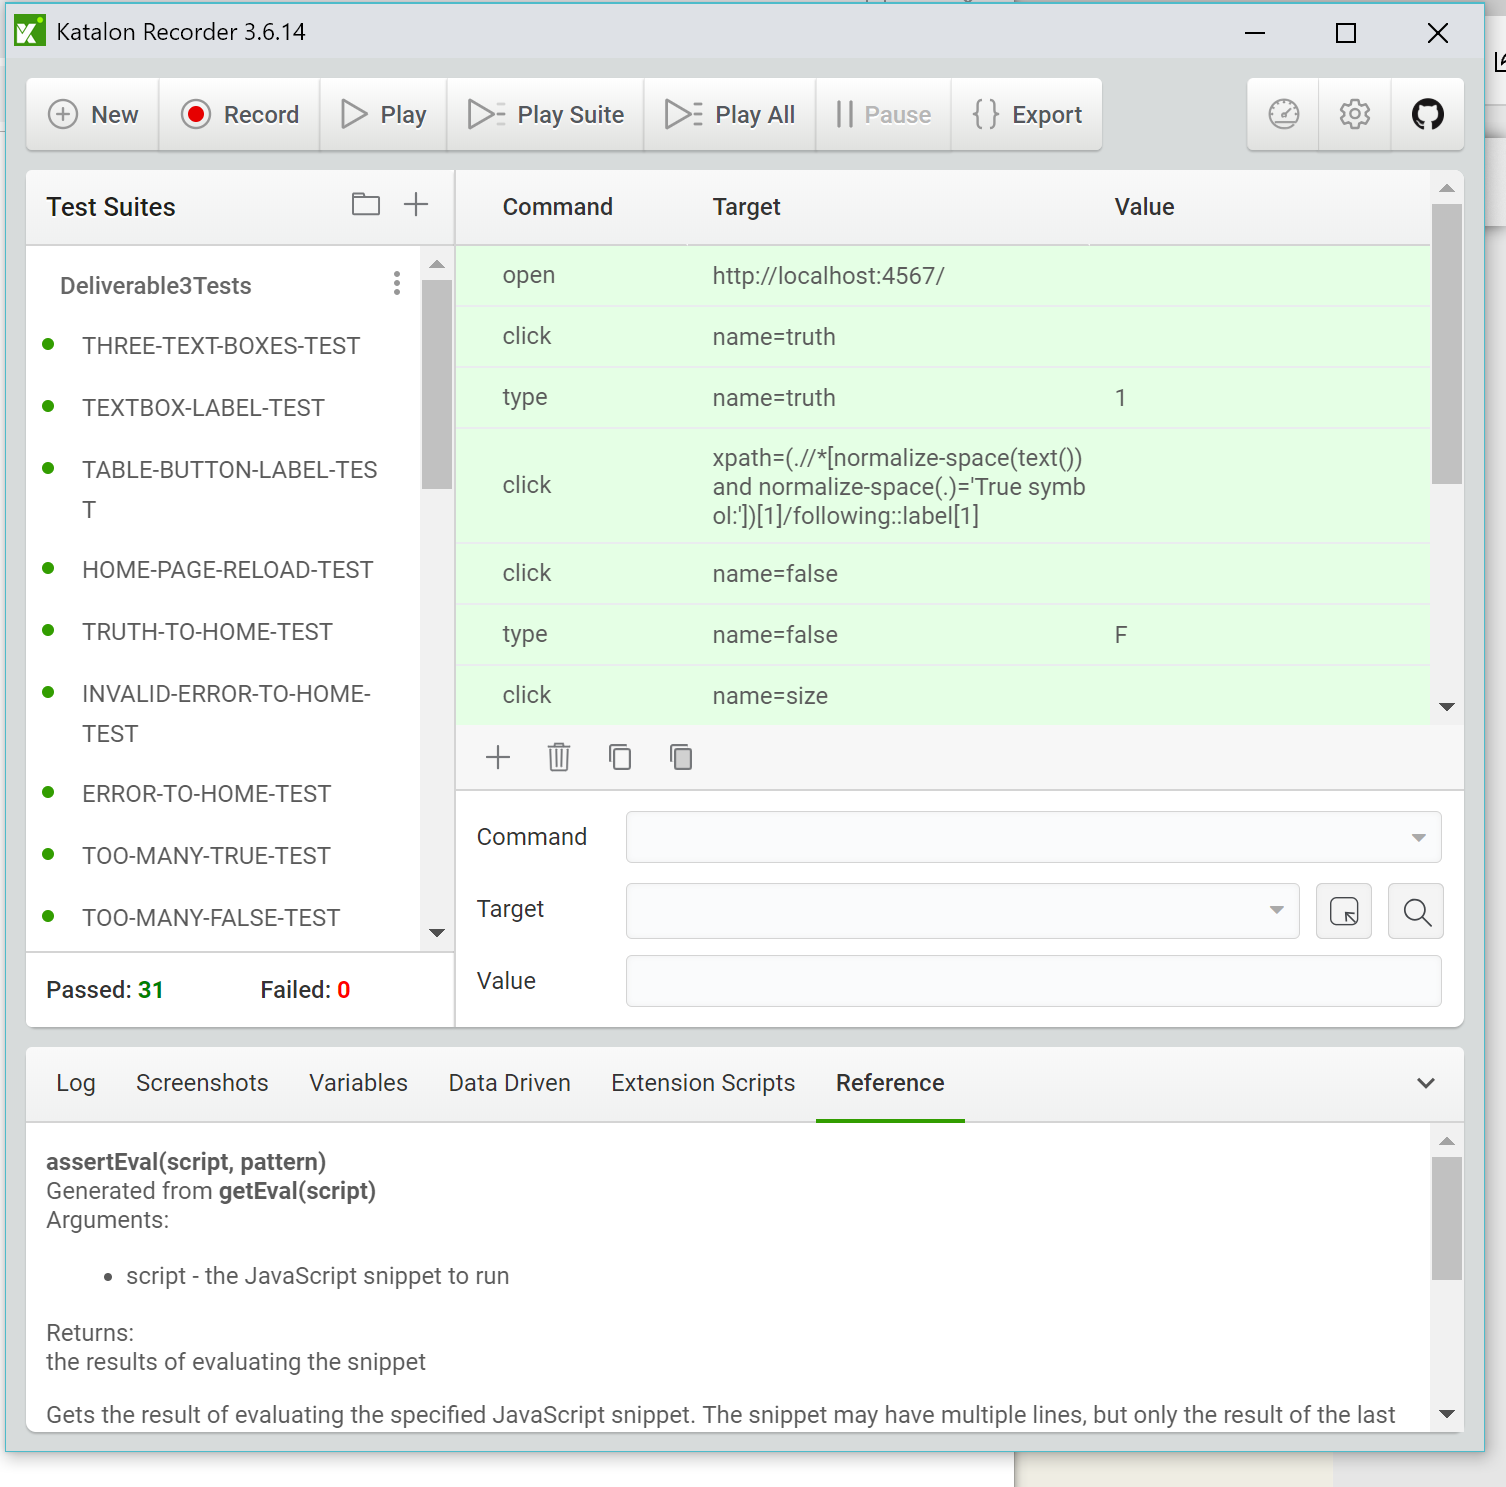 Katalon Recorder 3.6.14
New Record Play Play Suite Play All Pause Export
Test Suites
Deliverable3Tests
THREE-TEXT-BOXES-TEST
TEXTBOX-LABEL-TEST
TABLE-BUTTON-LABEL-TES
T
HOME-PAGE-RELOAD-TEST
TRUTH-TO-HOME-TEST
INVALID-ERROR-TO-HOME-
TEST
ERROR-TO-HOME-TEST
TOO-MANY-TRUE-TEST
TOO-MANY-FALSE-TEST
Passed: 31 Failed: 0
Command Target Value
open http://localhost:4567/
click name=truth
type name=truth 1
click xpath=(.//*[normalize-space(text())
and normalize-space(.)='True symb
ol:'])[1]/following::label[1]
click name=false
type name=false F
click name=size
Command
Target
Value
Log Screenshots Variables Data Driven Extension Scripts Reference
assertEval(script, pattern)
Generated from getEval(script)
Arguments:
• script - the JavaScript snippet to run
Returns:
the results of evaluating the snippet
Gets the result of evaluating the specified JavaScript snippet. The snippet may have multiple lines, but only the result of the last